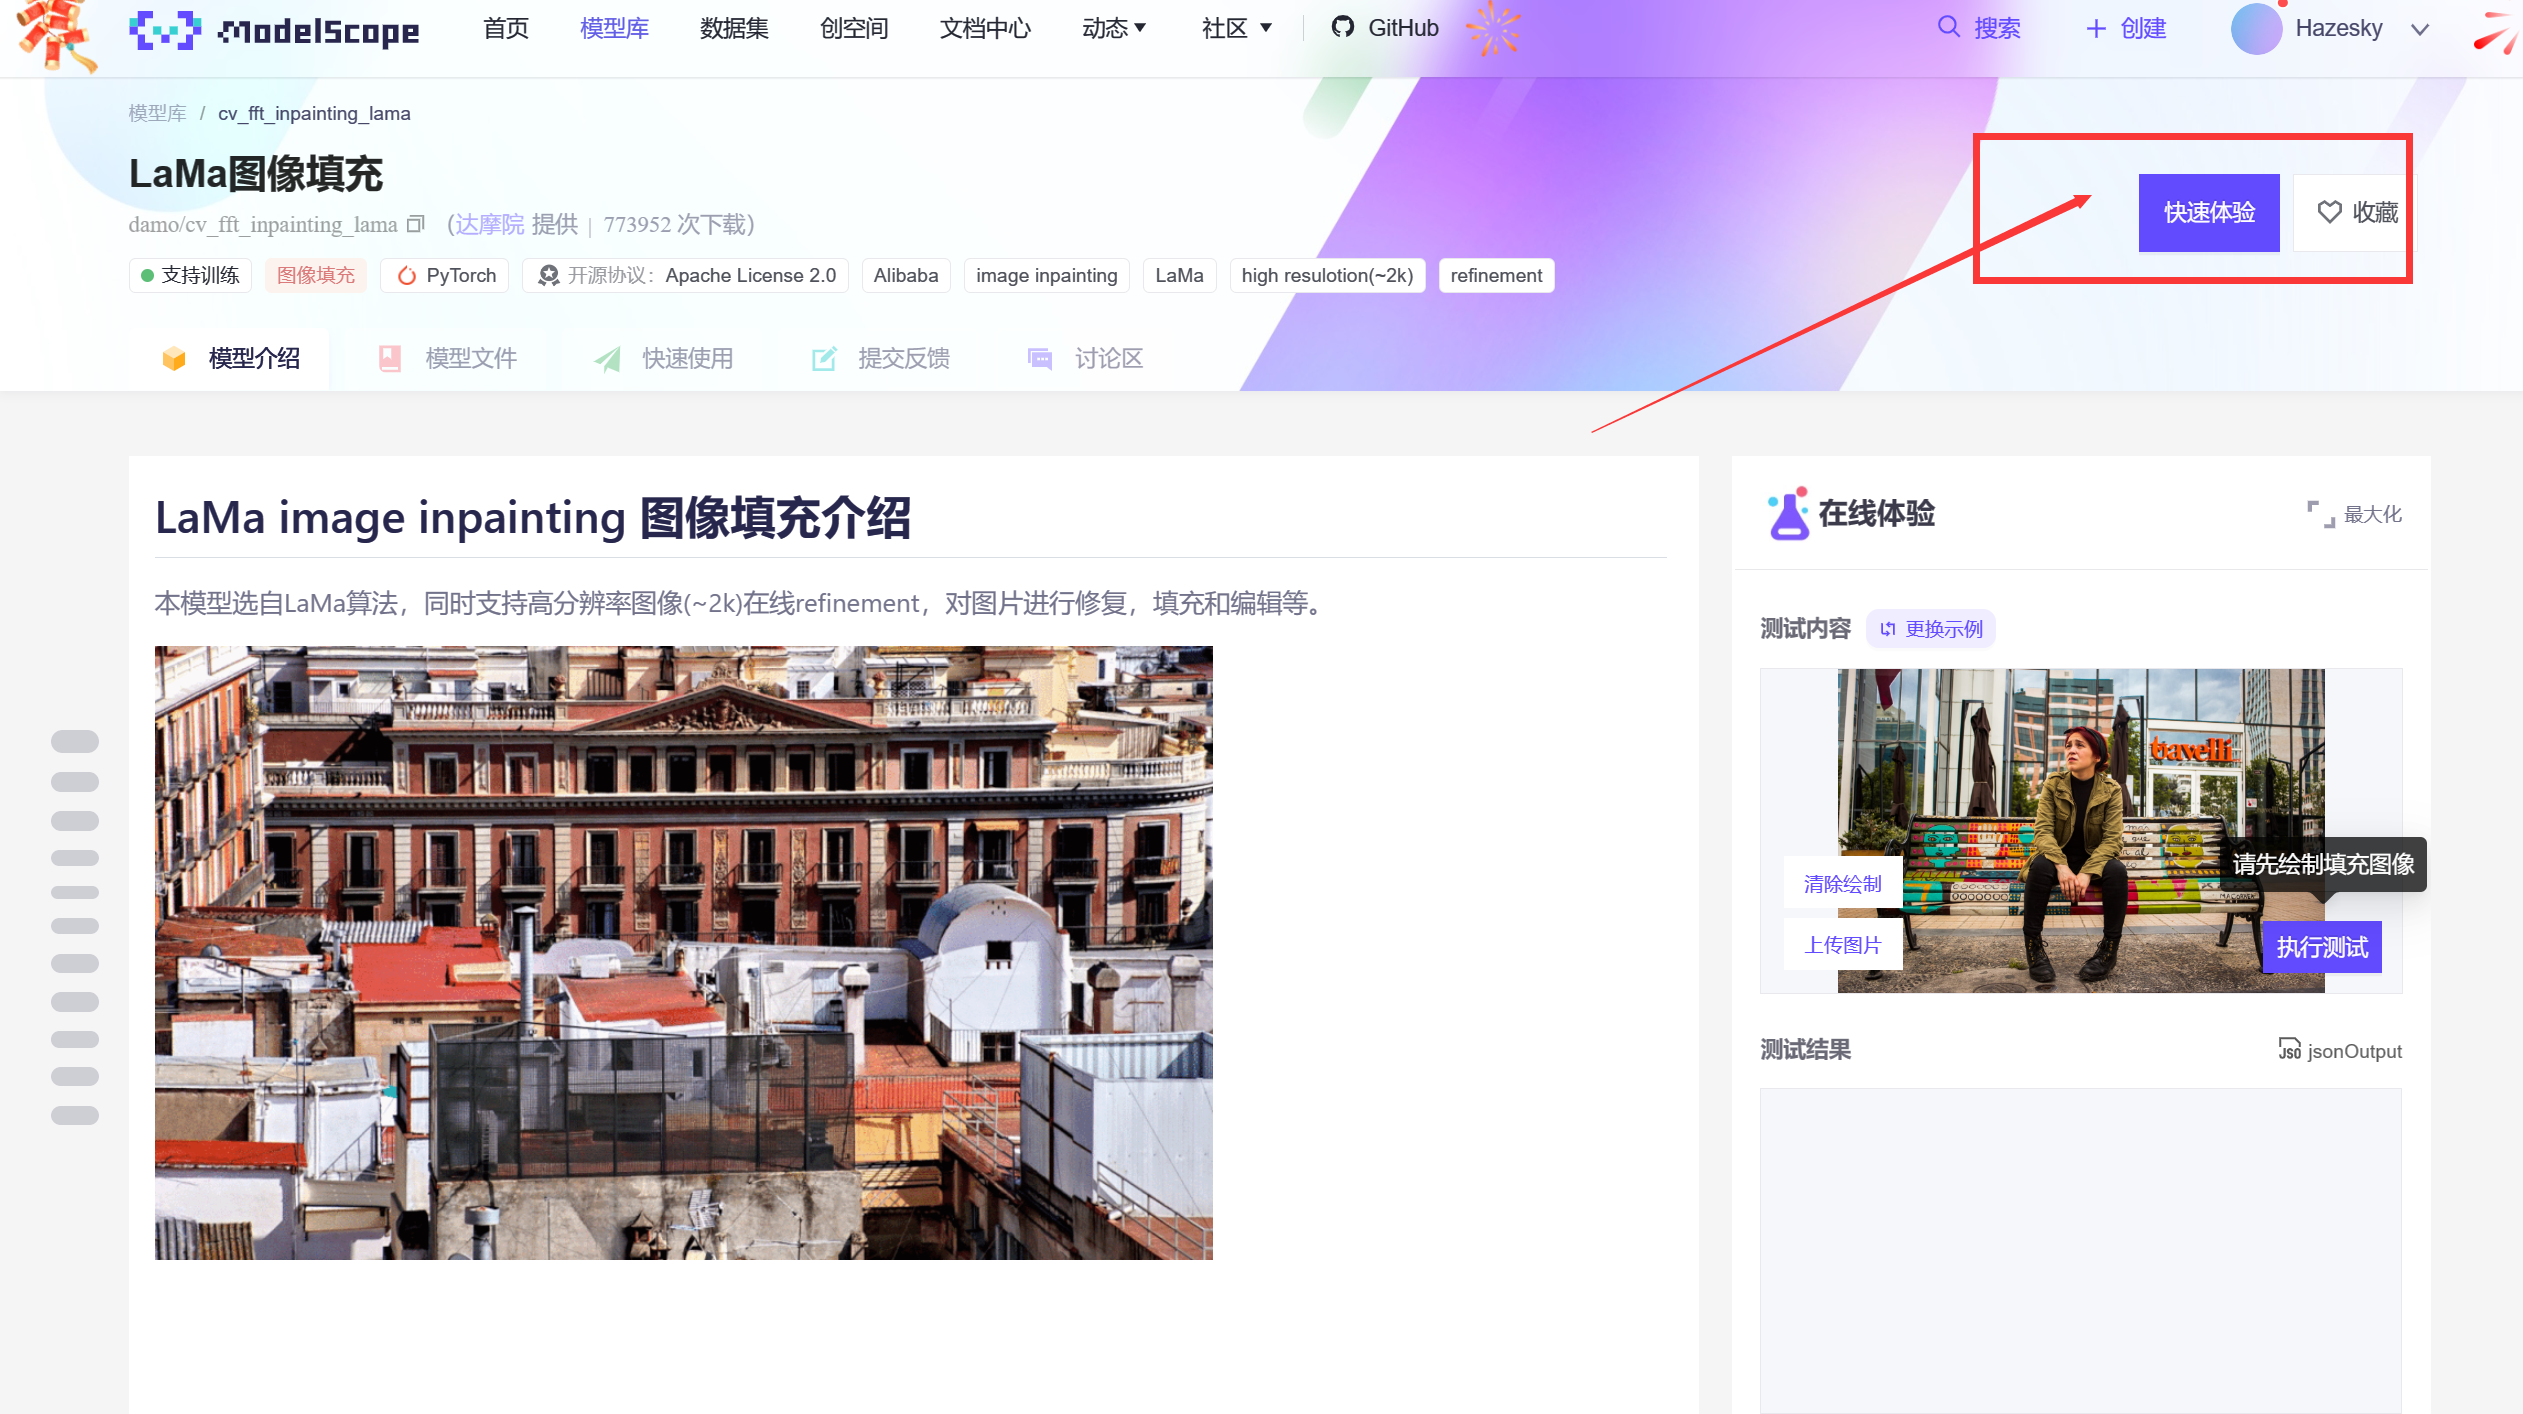 ModelScope 首页 模型库 数据集 创空间 文档中心 动态 社区 GitHub 搜索 创建 Hazesky
模型库 / cv_fft_inpainting_lama
LaMa图像填充
damo/cv_fft_inpainting_lama (达摩院 提供 | 773952 次下载)
支持训练 图像填充 PyTorch 开源协议: Apache License 2.0 Alibaba image inpainting LaMa high resulotion(~2k) refinement
快速体验 收藏
模型介绍 模型文件 快速使用 提交反馈 讨论区
LaMa image inpainting 图像填充介绍
本模型选自LaMa算法，同时支持高分辨率图像(~2k)在线refinement，对图片进行修复，填充和编辑等。
在线体验 最大化
测试内容 更换示例
travelli
请先绘制填充图像
清除绘制
上传图片
执行测试
测试结果 JSO jsonOutput